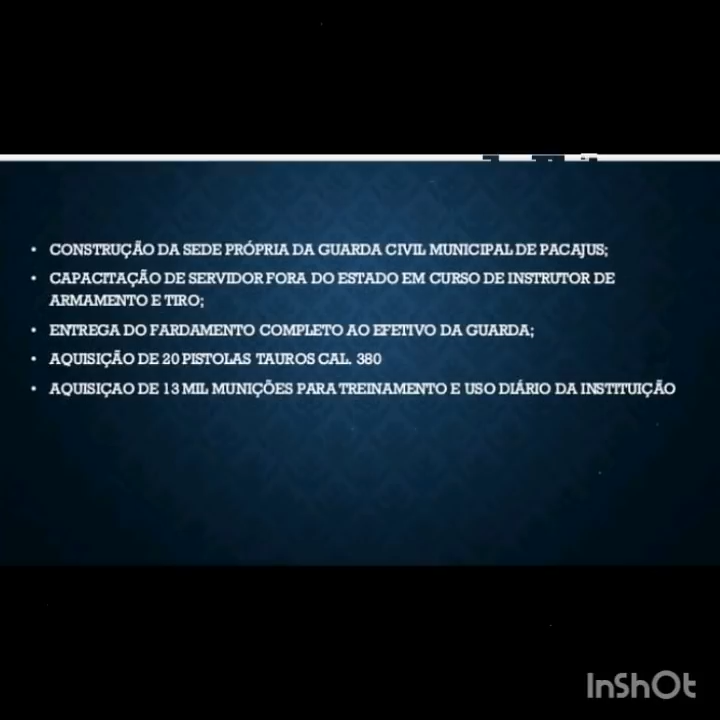 • CONSTRUÇÃO DA SEDE PRÓPRIA DA GUARDA CIVIL MUNICIPAL DE PACAJUS;
• CAPACITAÇÃO DE SERVIDOR FORA DO ESTADO EM CURSO DE INSTRUTOR DE
ARMAMENTO E TIRO;
• ENTREGA DO FARDAMENTO COMPLETO AO EFETIVO DA GUARDA;
• AQUISIÇÃO DE 20 PISTOLAS TAUROS CAL. 380
• AQUISIÇAO DE 13 MIL MUNIÇÕES PARA TREINAMENTO E USO DIÁRIO DA INSTITUIÇÃO
InShOt